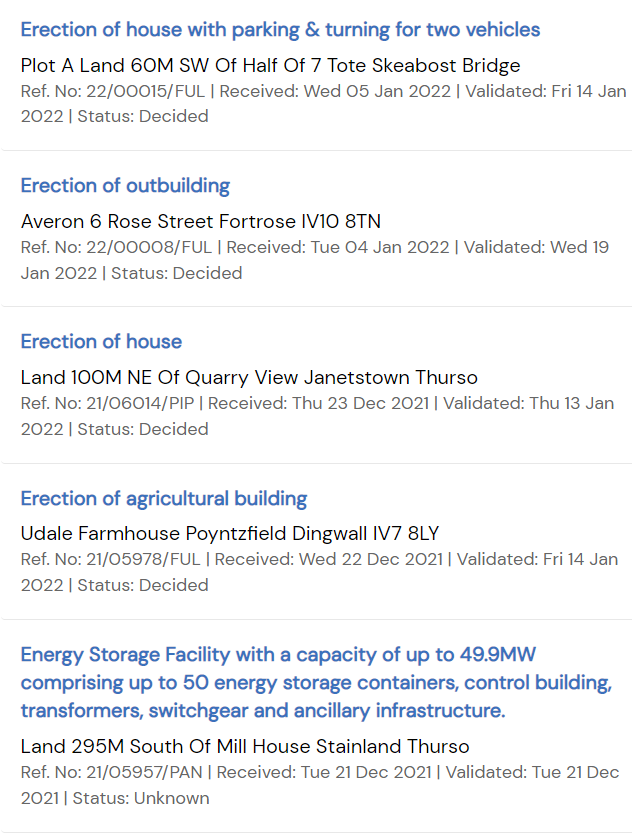 Erection of house with parking & turning for two vehicles
Plot A Land 60M SW Of Half Of 7 Tote Skeabost Bridge
Ref. No: 22/00015/FUL | Received: Wed 05 Jan 2022 | Validated: Fri 14 Jan
2022 | Status: Decided
Erection of outbuilding
Averon 6 Rose Street Fortrose IV10 8TN
Ref. No: 22/00008/FUL | Received: Tue 04 Jan 2022 | Validated: Wed 19
Jan 2022 | Status: Decided
Erection of house
Land 100M NE Of Quarry View Janetstown Thurso
Ref. No: 21/06014/PIP | Received: Thu 23 Dec 2021 | Validated: Thu 13 Jan
2022 | Status: Decided
Erection of agricultural building
Udale Farmhouse Poyntzfield Dingwall IV7 8LY
Ref. No: 21/05978/FUL | Received: Wed 22 Dec 2021 | Validated: Fri 14 Jan
2022 | Status: Decided
Energy Storage Facility with a capacity of up to 49.9MW
comprising up to 50 energy storage containers, control building,
transformers, switchgear and ancillary infrastructure.
Land 295M South Of Mill House Stainland Thurso
Ref. No: 21/05957/PAN | Received: Tue 21 Dec 2021 | Validated: Tue 21 Dec
2021 | Status: Unknown